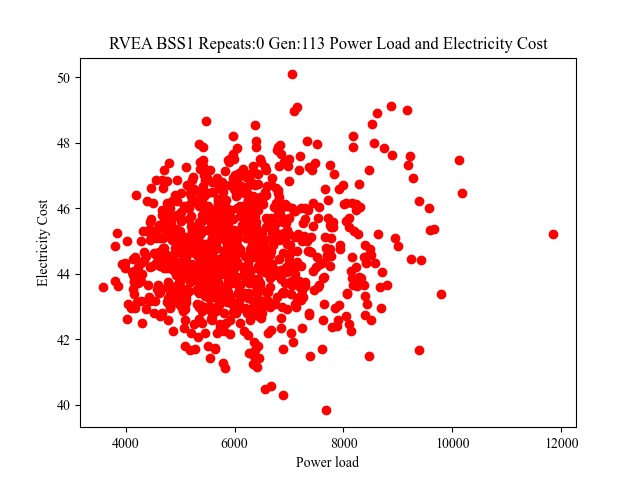 RVEA BSS1 Repeats:0 Gen:113 Power Load and Electricity Cost
50
48
46
44
42
40
Electricity Cost
4000 6000 8000 10000 12000
Power load